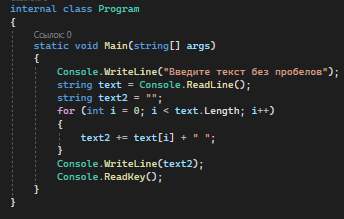 internal class Program
{
Ссылок: 0
static void Main(string[] args)
{
Console.WriteLine("Введите текст без пробелов");
string text = Console.ReadLine();
string text2 = "";
for (int i = 0; i < text.Length; i++)
{
text2 += text[i] + " ";
}
Console.WriteLine(text2);
Console.ReadKey();
}
}